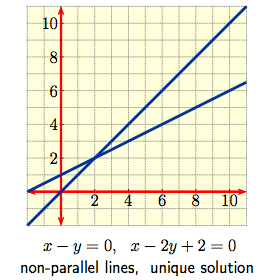 10
8
6
4
2
2 4 6 8 10
x − y = 0, x − 2y + 2 = 0
non-parallel lines, unique solution